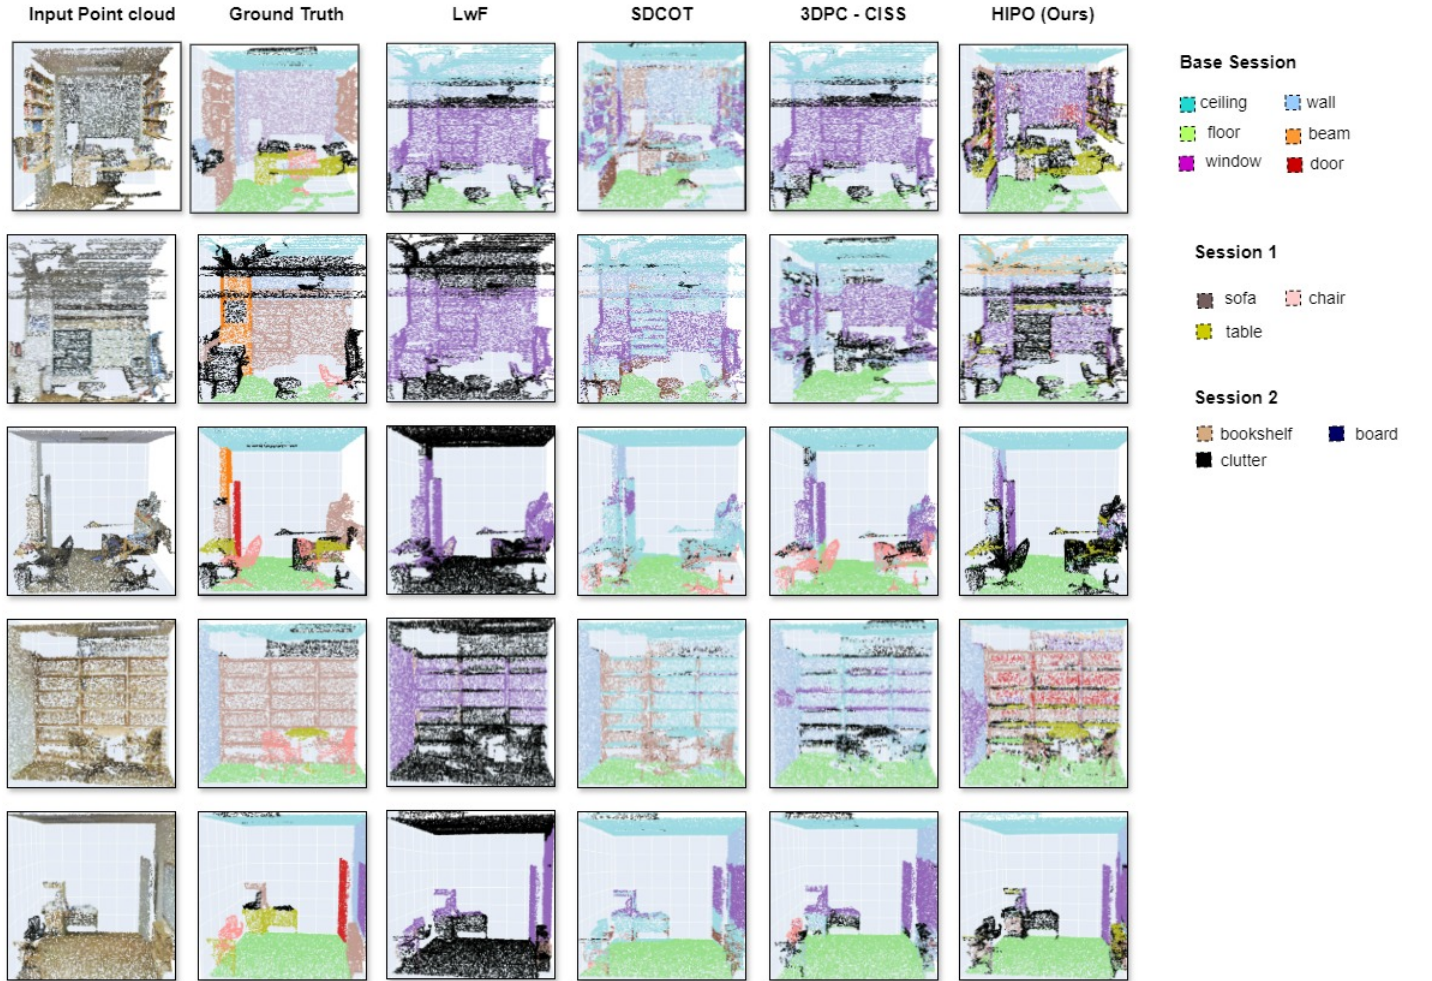 Input Point cloud Ground Truth LwF SDCOT 3DPC - CISS HIPO (Ours)
Base Session
ceiling wall
floor beam
window door
Session 1
sofa chair
table
Session 2
bookshelf board
clutter